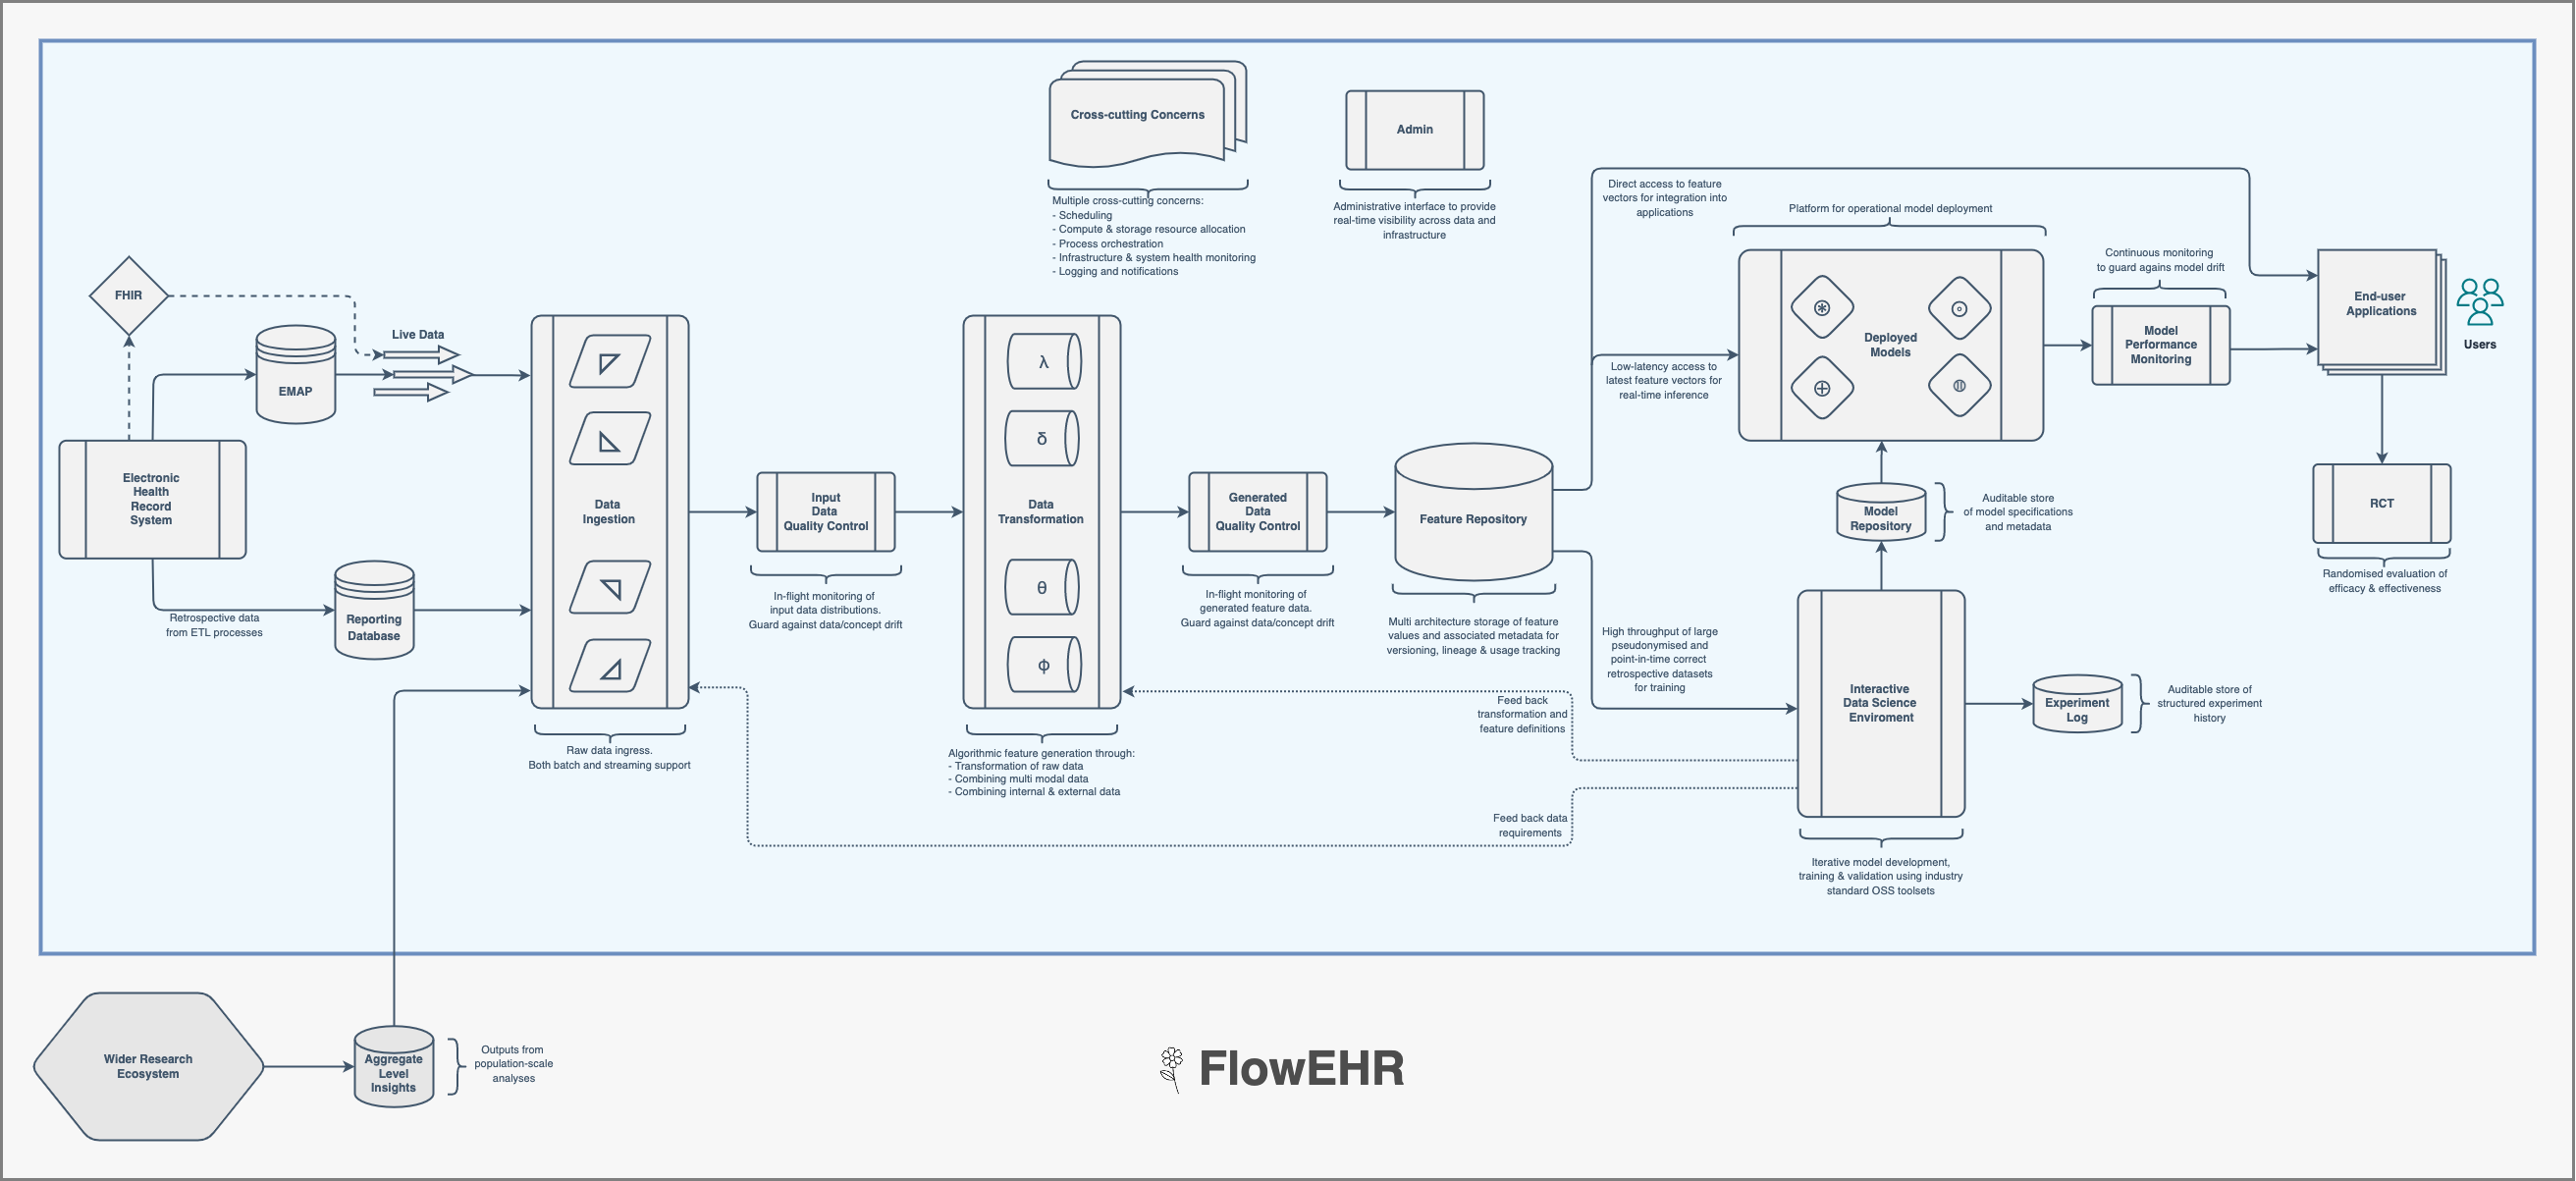 Cross-cutting Concerns
Multiple cross-cutting concerns:
- Scheduling
- Compute & storage resource allocation
- Process orchestration
- Infrastructure & system health monitoring
- Logging and notifications
Admin
Administrative interface to provide
real-time visibility across data and
infrastructure
FHIR
EMAP
Live Data
Electronic
Health
Record
System
Retrospective data
from ETL processes
Reporting
Database
Data
Ingestion
Raw data ingress.
Both batch and streaming support
Input
Data
Quality Control
In-flight monitoring of
input data distributions.
Guard against data/concept drift
λ
δ
Data
Transformation
θ
ϕ
Algorithmic feature generation through:
- Transformation of raw data
- Combining multi modal data
- Combining internal & external data
Generated
Data
Quality Control
In-flight monitoring of
generated feature data.
Guard against data/concept drift
Feature Repository
Multi architecture storage of feature
values and associated metadata for
versioning, lineage & usage tracking
Direct access to feature
vectors for integration into
applications
Low-latency access to
latest feature vectors for
real-time inference
High throughput of large
pseudonymised and
point-in-time correct
retrospective datasets
for training
Feed back
transformation and
feature definitions
Feed back data
requirements
Platform for operational model deployment
Deployed
Models
Continuous monitoring
to guard agains model drift
Model
Performance
Monitoring
End-user
Applications
Users
RCT
Randomised evaluation of
efficacy & effectiveness
Model
Repository
Auditable store
of model specifications
and metadata
Interactive
Data Science
Enviroment
Iterative model development,
training & validation using industry
standard OSS toolsets
Experiment
Log
Auditable store of
structured experiment
history
Wider Research
Ecosystem
Aggregate
Level
Insights
Outputs from
population-scale
analyses
FlowEHR